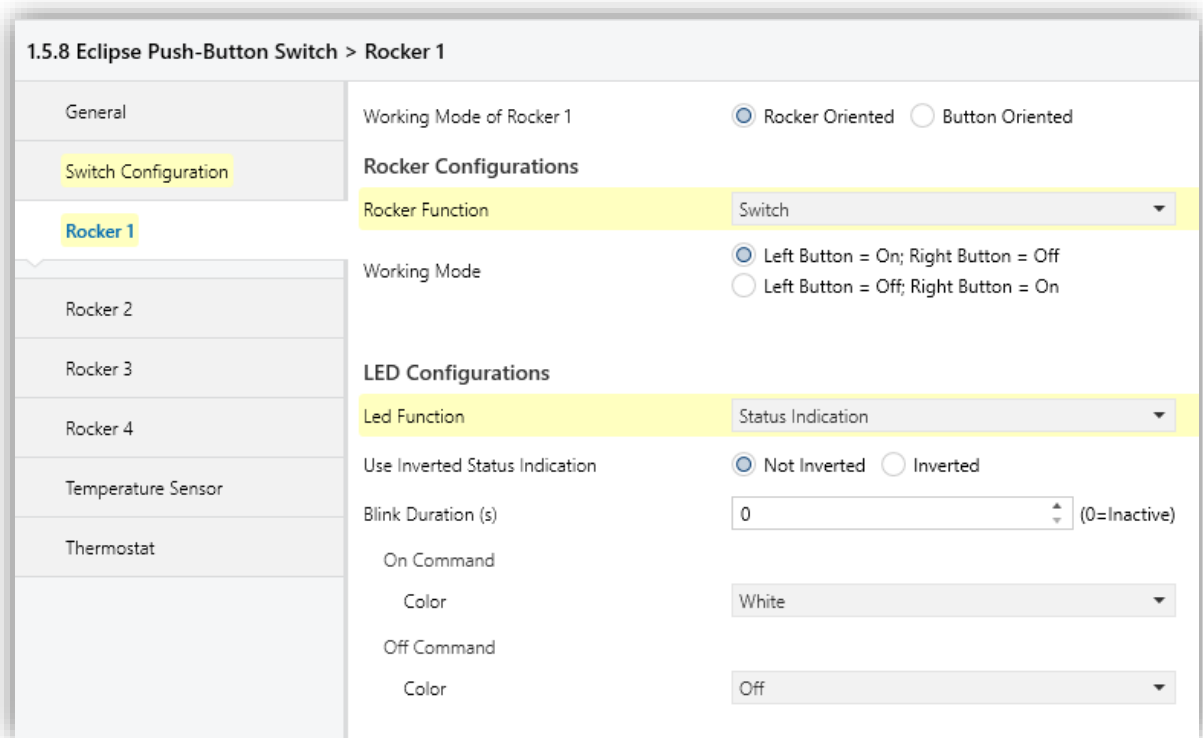 1.5.8 Eclipse Push-Button Switch > Rocker 1
General
Switch Configuration
Rocker 1
Rocker 2
Rocker 3
Rocker 4
Temperature Sensor
Thermostat
Working Mode of Rocker 1 Rocker Oriented Button Oriented
Rocker Configurations
Rocker Function Switch
Working Mode Left Button = On; Right Button = Off
Left Button = Off; Right Button = On
LED Configurations
Led Function Status Indication
Use Inverted Status Indication Not Inverted Inverted
Blink Duration (s) 0 (0=Inactive)
On Command
Color White
Off Command
Color Off